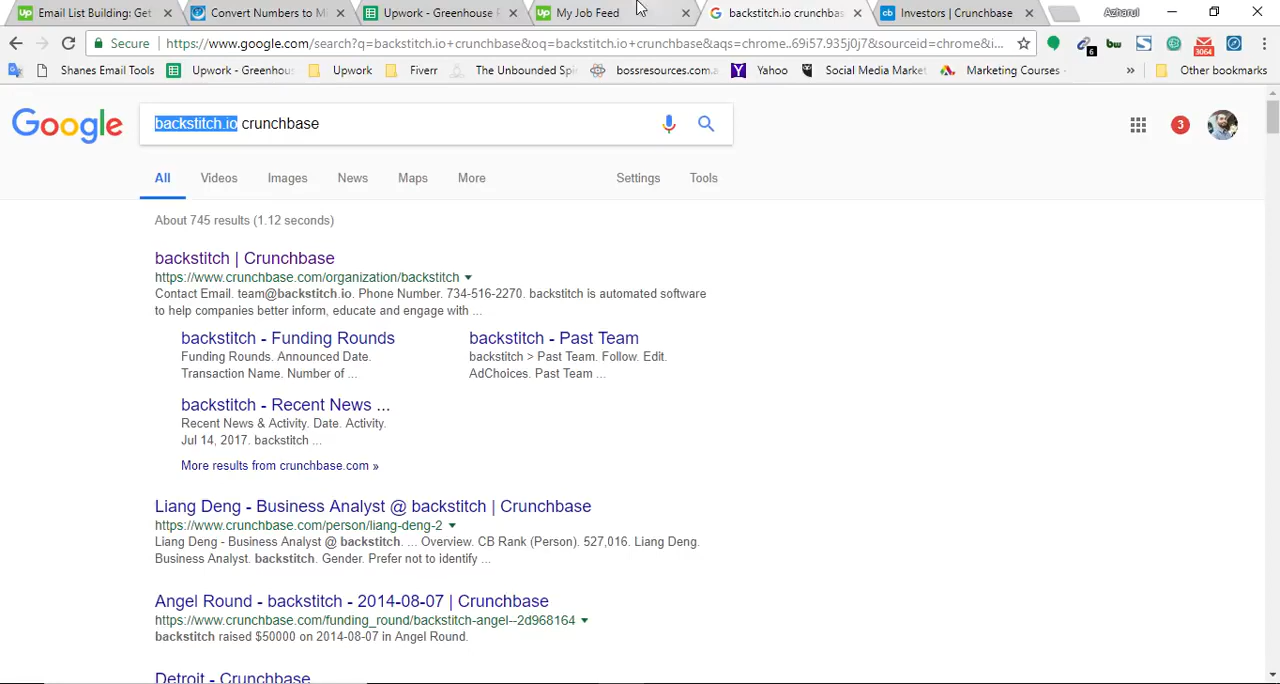 Email List Building: Get
Convert Numbers to Mi
Upwork - Greenhouse
My Job Feed
backstitch.io crunchbas
Investors | Crunchbase
Azharul
Secure
https://www.google.com/search?q=backstitch.io+crunchbase&oq=backstitch.io+crunchbase&aqs=chrome...69i57.935j0j7&sourceid=chrome&i...
6
bw
3064
Shanes Email Tools
Upwork - Greenhous
Upwork
Fiverr
The Unbounded Spi
bossresources.com.a
Yahoo
Social Media Market
Marketing Courses -
»
Other bookmarks
Google
backstitch.io crunchbase
3
All
Videos
Images
News
Maps
More
Settings
Tools
About 745 results (1.12 seconds)
backstitch | Crunchbase
https://www.crunchbase.com/organization/backstitch
Contact Email. team@backstitch.io. Phone Number. 734-516-2270. backstitch is automated software
to help companies better inform, educate and engage with ...
backstitch - Funding Rounds
Funding Rounds. Announced Date.
Transaction Name. Number of ...
backstitch - Past Team
backstitch > Past Team. Follow. Edit.
AdChoices. Past Team ...
backstitch - Recent News ...
Recent News & Activity. Date. Activity.
Jul 14, 2017. backstitch ...
More results from crunchbase.com »
Liang Deng - Business Analyst @ backstitch | Crunchbase
https://www.crunchbase.com/person/liang-deng-2
Liang Deng - Business Analyst @ backstitch. ... Overview. CB Rank (Person). 527,016. Liang Deng.
Business Analyst. backstitch. Gender. Prefer not to identify ...
Angel Round - backstitch - 2014-08-07 | Crunchbase
https://www.crunchbase.com/funding_round/backstitch-angel--2d968164
backstitch raised $50000 on 2014-08-07 in Angel Round.
Detroit - Crunchbase